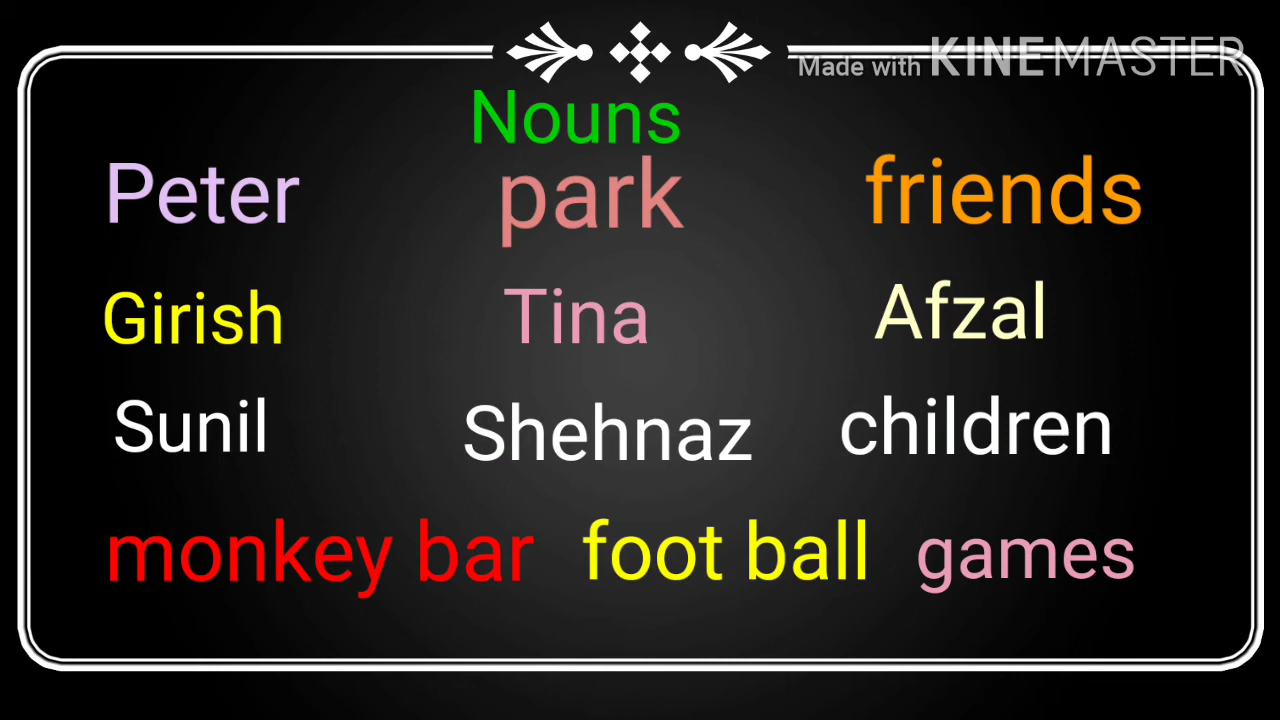 Made with KINEMASTER
Nouns
Peter park friends
Girish Tina Afzal
Sunil Shehnaz children
monkey bar foot ball games